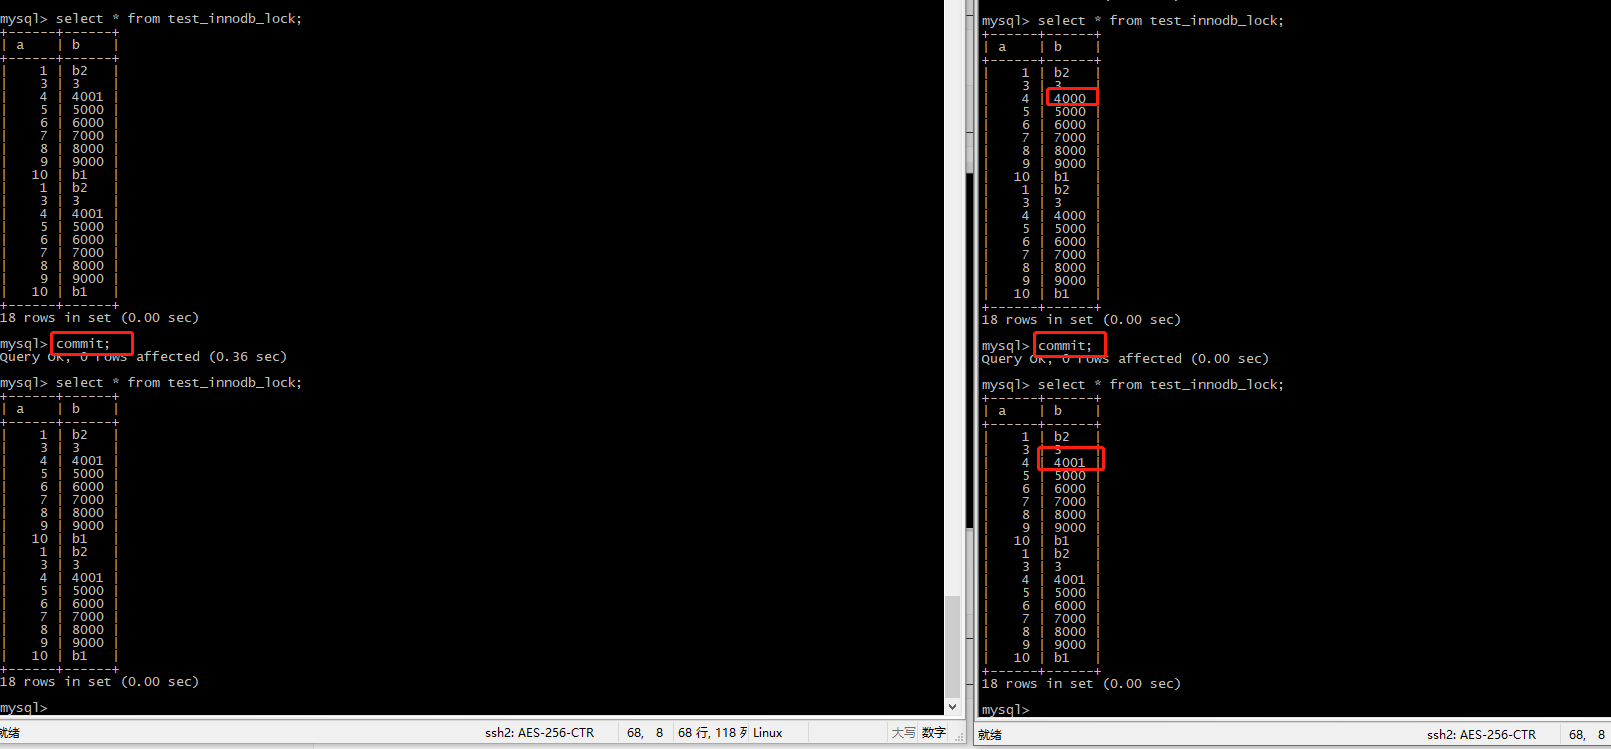 mysql> select * from test_innodb_lock;
+------+------+
| a    | b    |
+------+------+
|    1 | b2   |
|    3 | 3    |
|    4 | 4001 |
|    5 | 5000 |
|    6 | 6000 |
|    7 | 7000 |
|    8 | 8000 |
|    9 | 9000 |
|   10 | b1   |
|    1 | b2   |
|    3 | 3    |
|    4 | 4001 |
|    5 | 5000 |
|    6 | 6000 |
|    7 | 7000 |
|    8 | 8000 |
|    9 | 9000 |
|   10 | b1   |
+------+------+
18 rows in set (0.00 sec)
mysql> commit;
Query OK, 0 rows affected (0.36 sec)
mysql> select * from test_innodb_lock;
+------+------+
| a    | b    |
+------+------+
|    1 | b2   |
|    3 | 3    |
|    4 | 4001 |
|    5 | 5000 |
|    6 | 6000 |
|    7 | 7000 |
|    8 | 8000 |
|    9 | 9000 |
|   10 | b1   |
|    1 | b2   |
|    3 | 3    |
|    4 | 4001 |
|    5 | 5000 |
|    6 | 6000 |
|    7 | 7000 |
|    8 | 8000 |
|    9 | 9000 |
|   10 | b1   |
+------+------+
18 rows in set (0.00 sec)
mysql>
就绪 ssh2: AES-256-CTR 68, 8 68 行, 118 列 Linux 大写 数字
mysql> select * from test_innodb_lock;
+------+------+
| a    | b    |
+------+------+
|    1 | b2   |
|    3 | 3    |
|    4 | 4000 |
|    5 | 5000 |
|    6 | 6000 |
|    7 | 7000 |
|    8 | 8000 |
|    9 | 9000 |
|   10 | b1   |
|    1 | b2   |
|    3 | 3    |
|    4 | 4000 |
|    5 | 5000 |
|    6 | 6000 |
|    7 | 7000 |
|    8 | 8000 |
|    9 | 9000 |
|   10 | b1   |
+------+------+
18 rows in set (0.00 sec)
mysql> commit;
Query OK, 0 rows affected (0.00 sec)
mysql> select * from test_innodb_lock;
+------+------+
| a    | b    |
+------+------+
|    1 | b2   |
|    3 | 3    |
|    4 | 4001 |
|    5 | 5000 |
|    6 | 6000 |
|    7 | 7000 |
|    8 | 8000 |
|    9 | 9000 |
|   10 | b1   |
|    1 | b2   |
|    3 | 3    |
|    4 | 4001 |
|    5 | 5000 |
|    6 | 6000 |
|    7 | 7000 |
|    8 | 8000 |
|    9 | 9000 |
|   10 | b1   |
+------+------+
18 rows in set (0.00 sec)
mysql>
就绪 ssh2: AES-256-CTR 68, 8